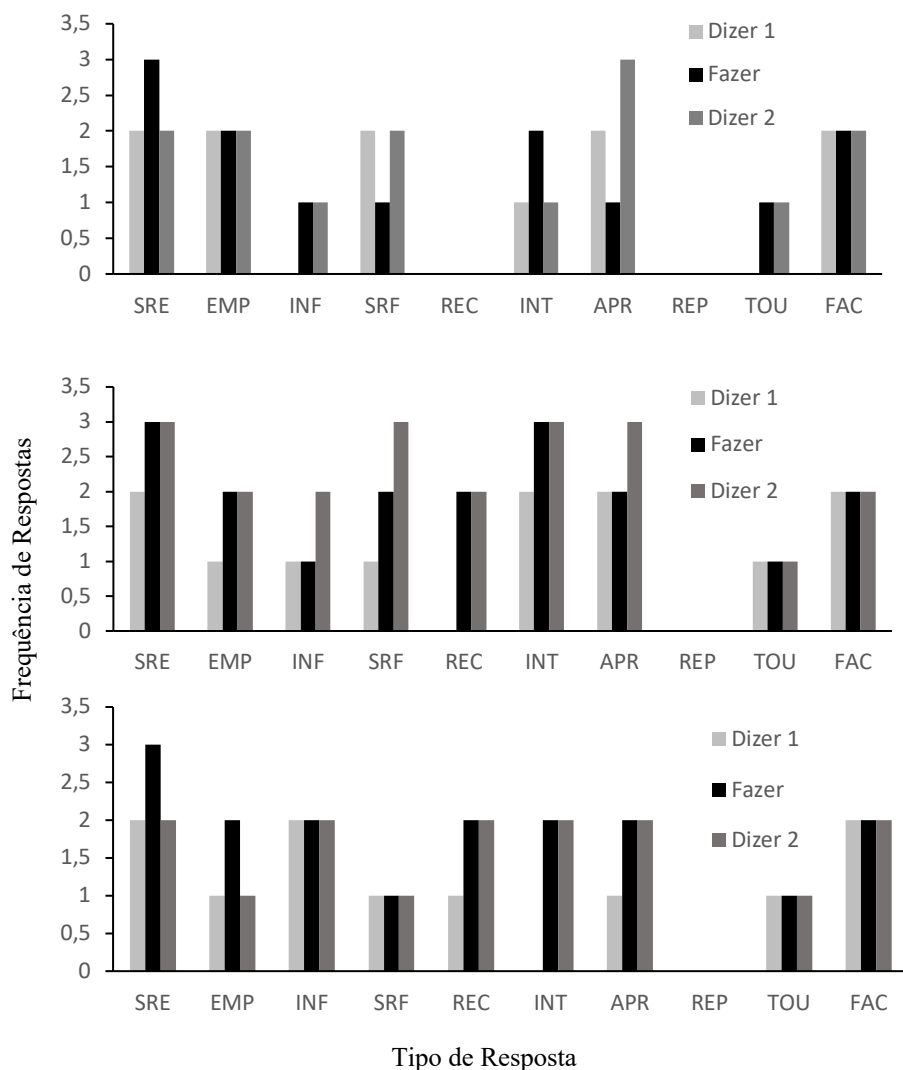 3,5
3
2,5
2
1,5
1
0,5
0
Dizer 1
Fazer
Dizer 2
SRE EMP INF SRF REC INT APR REP TOU FAC
Frequência de Respostas
3,5
3
2,5
2
1,5
1
0,5
0
Dizer 1
Fazer
Dizer 2
SRE EMP INF SRF REC INT APR REP TOU FAC
3,5
3
2,5
2
1,5
1
0,5
0
Dizer 1
Fazer
Dizer 2
SRE EMP INF SRF REC INT APR REP TOU FAC
Tipo de Resposta